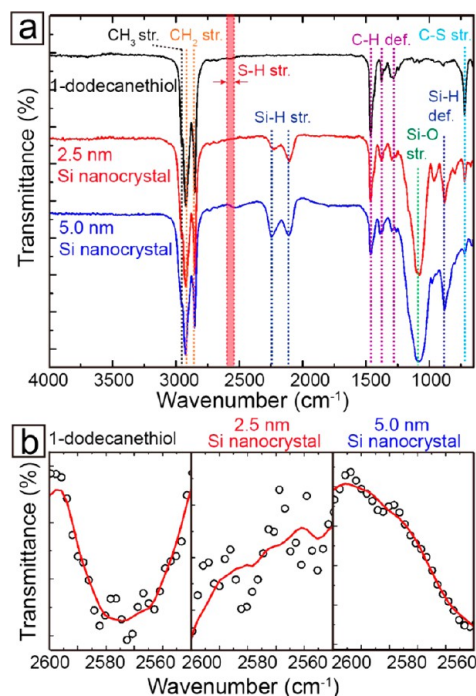 a
CH3 str.
CH2 str.
C-H def.
C-S str.
S-H str.
1-dodecanethiol
Si-H str.
Si-H
def.
Si-O
str.
2.5 nm
Si nanocrystal
5.0 nm
Si nanocrystal
Transmittance (%)
4000 3500 3000 2500 2000 1500 1000
Wavenumber (cm-1)
b
1-dodecanethiol
2.5 nm
Si nanocrystal
5.0 nm
Si nanocrystal
Transmittance (%)
2600 2580 2560 2600 2580 2560 2600 2580 2560
Wavenumber (cm-1)